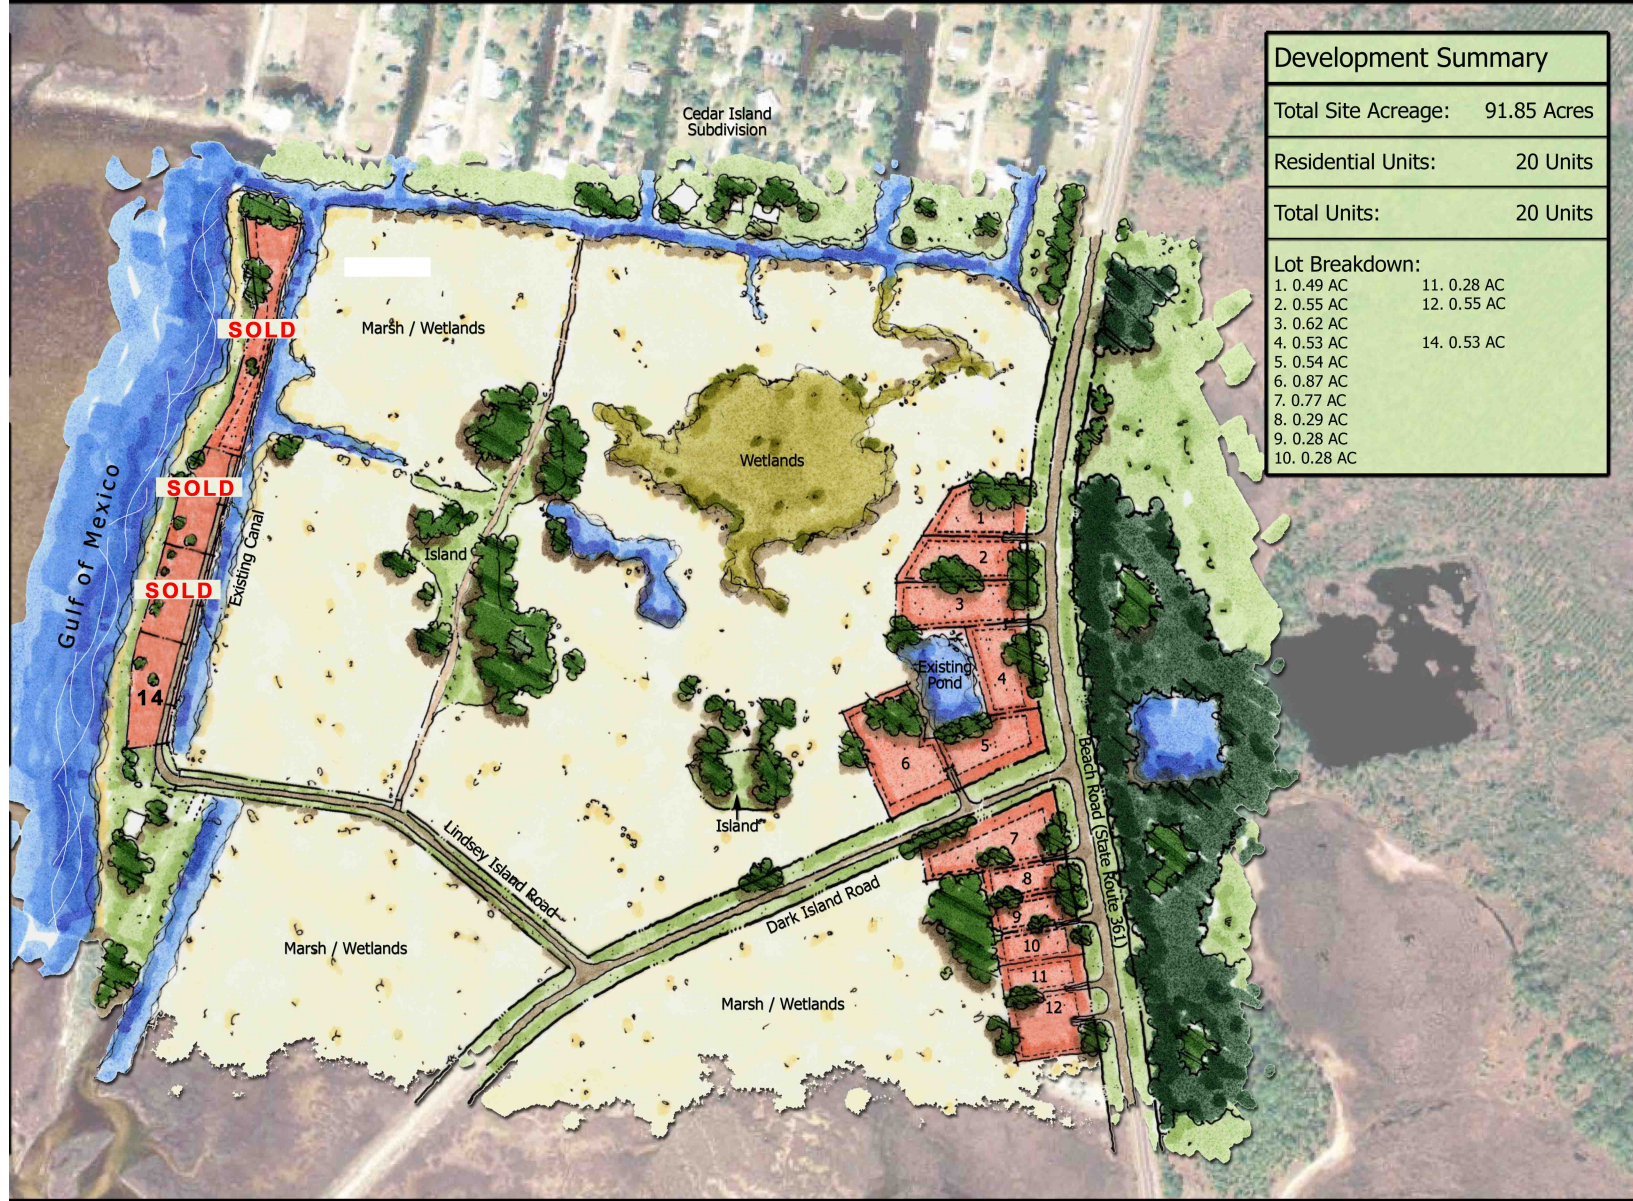 Development Summary
Total Site Acreage: 91.85 Acres
Residential Units: 20 Units
Total Units: 20 Units
Lot Breakdown:
1. 0.49 AC 11. 0.28 AC
2. 0.55 AC 12. 0.55 AC
3. 0.62 AC
4. 0.53 AC 14. 0.53 AC
5. 0.54 AC
6. 0.87 AC
7. 0.77 AC
8. 0.29 AC
9. 0.28 AC
10. 0.28 AC
Cedar Island
Subdivision
SOLD
Marsh / Wetlands
Wetlands
SOLD
Gulf of Mexico
Existing Canal
Island
SOLD
1
2
3
Existing
Pond
4
14
5
6
Island
Beach Road (State Route 361)
Lindsey Island Road
7
8
Dark Island Road
9
10
Marsh / Wetlands
11
Marsh / Wetlands
12